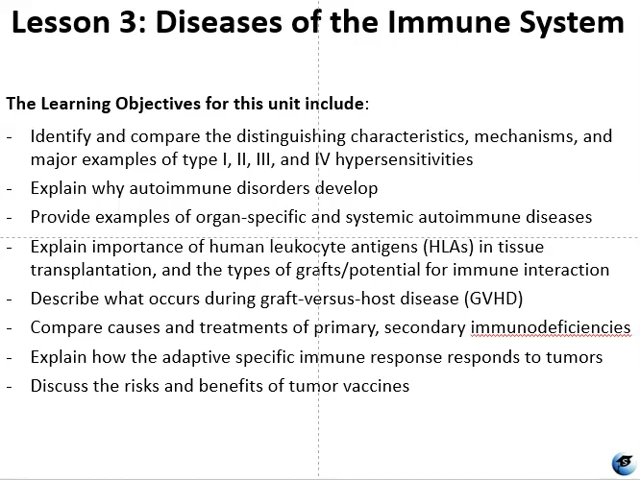 Lesson 3: Diseases of the Immune System
The Learning Objectives for this unit include:
- Identify and compare the distinguishing characteristics, mechanisms, and
major examples of type I, II, III, and IV hypersensitivities
- Explain why autoimmune disorders develop
- Provide examples of organ-specific and systemic autoimmune diseases
- Explain importance of human leukocyte antigens (HLAs) in tissue
transplantation, and the types of grafts/potential for immune interaction
- Describe what occurs during graft-versus-host disease (GVHD)
- Compare causes and treatments of primary, secondary immunodeficiencies
- Explain how the adaptive specific immune response responds to tumors
- Discuss the risks and benefits of tumor vaccines
S